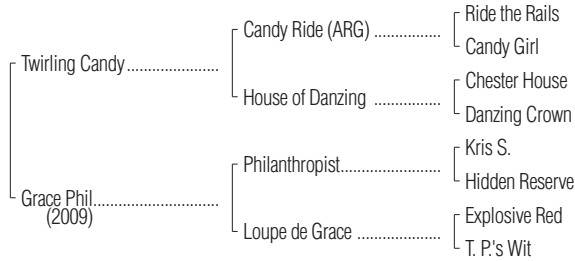 Ride the Rails
Candy Ride (ARG) ................
Candy Girl
Twirling Candy ......................
Chester House
House of Danzing ................
Danzing Crown
Kris S.
Philanthropist........................
Hidden Reserve
Grace Phil..............................
(2009)
Explosive Red
Loupe de Grace ....................
T. P.'s Wit